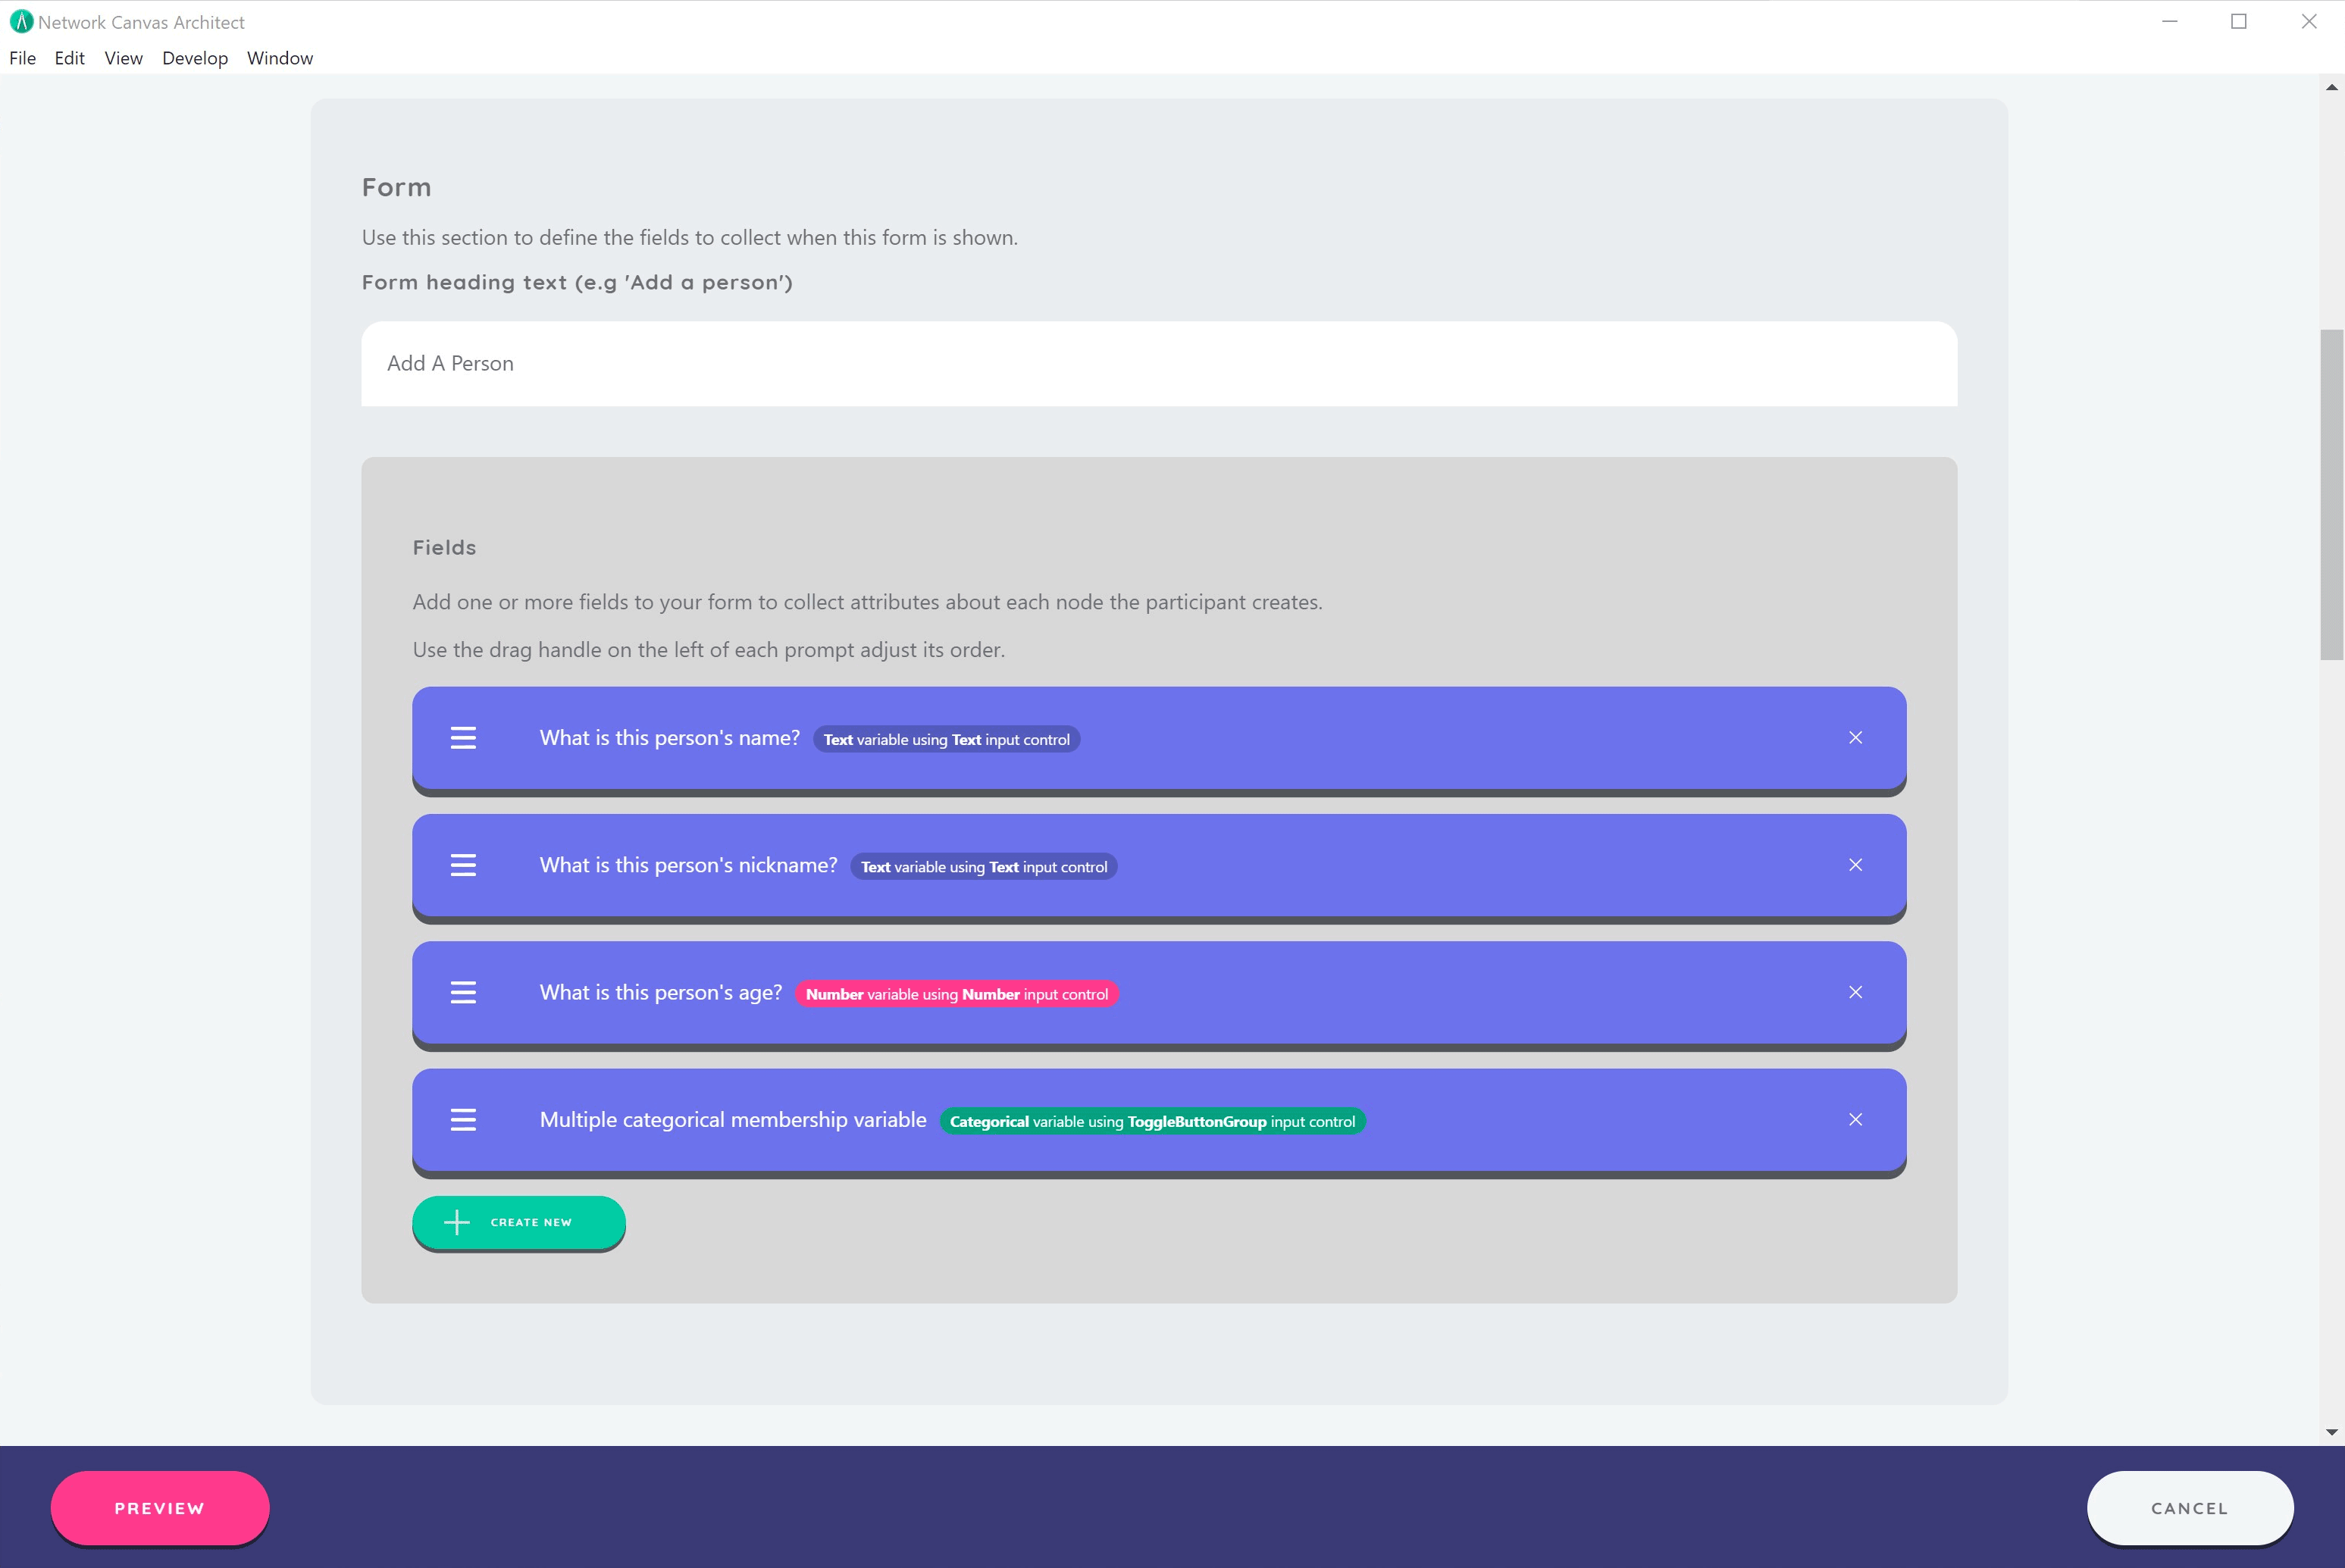 Network Canvas Architect
File Edit View Develop Window
Form
Use this section to define the fields to collect when this form is shown.
Form heading text (e.g 'Add a person')
Add A Person
Fields
Add one or more fields to your form to collect attributes about each node the participant creates.
Use the drag handle on the left of each prompt adjust its order.
What is this person's name? Text variable using Text input control
What is this person's nickname? Text variable using Text input control
What is this person's age? Number variable using Number input control
Multiple categorical membership variable Categorical variable using ToggleButtonGroup input control
CREATE NEW
PREVIEW CANCEL